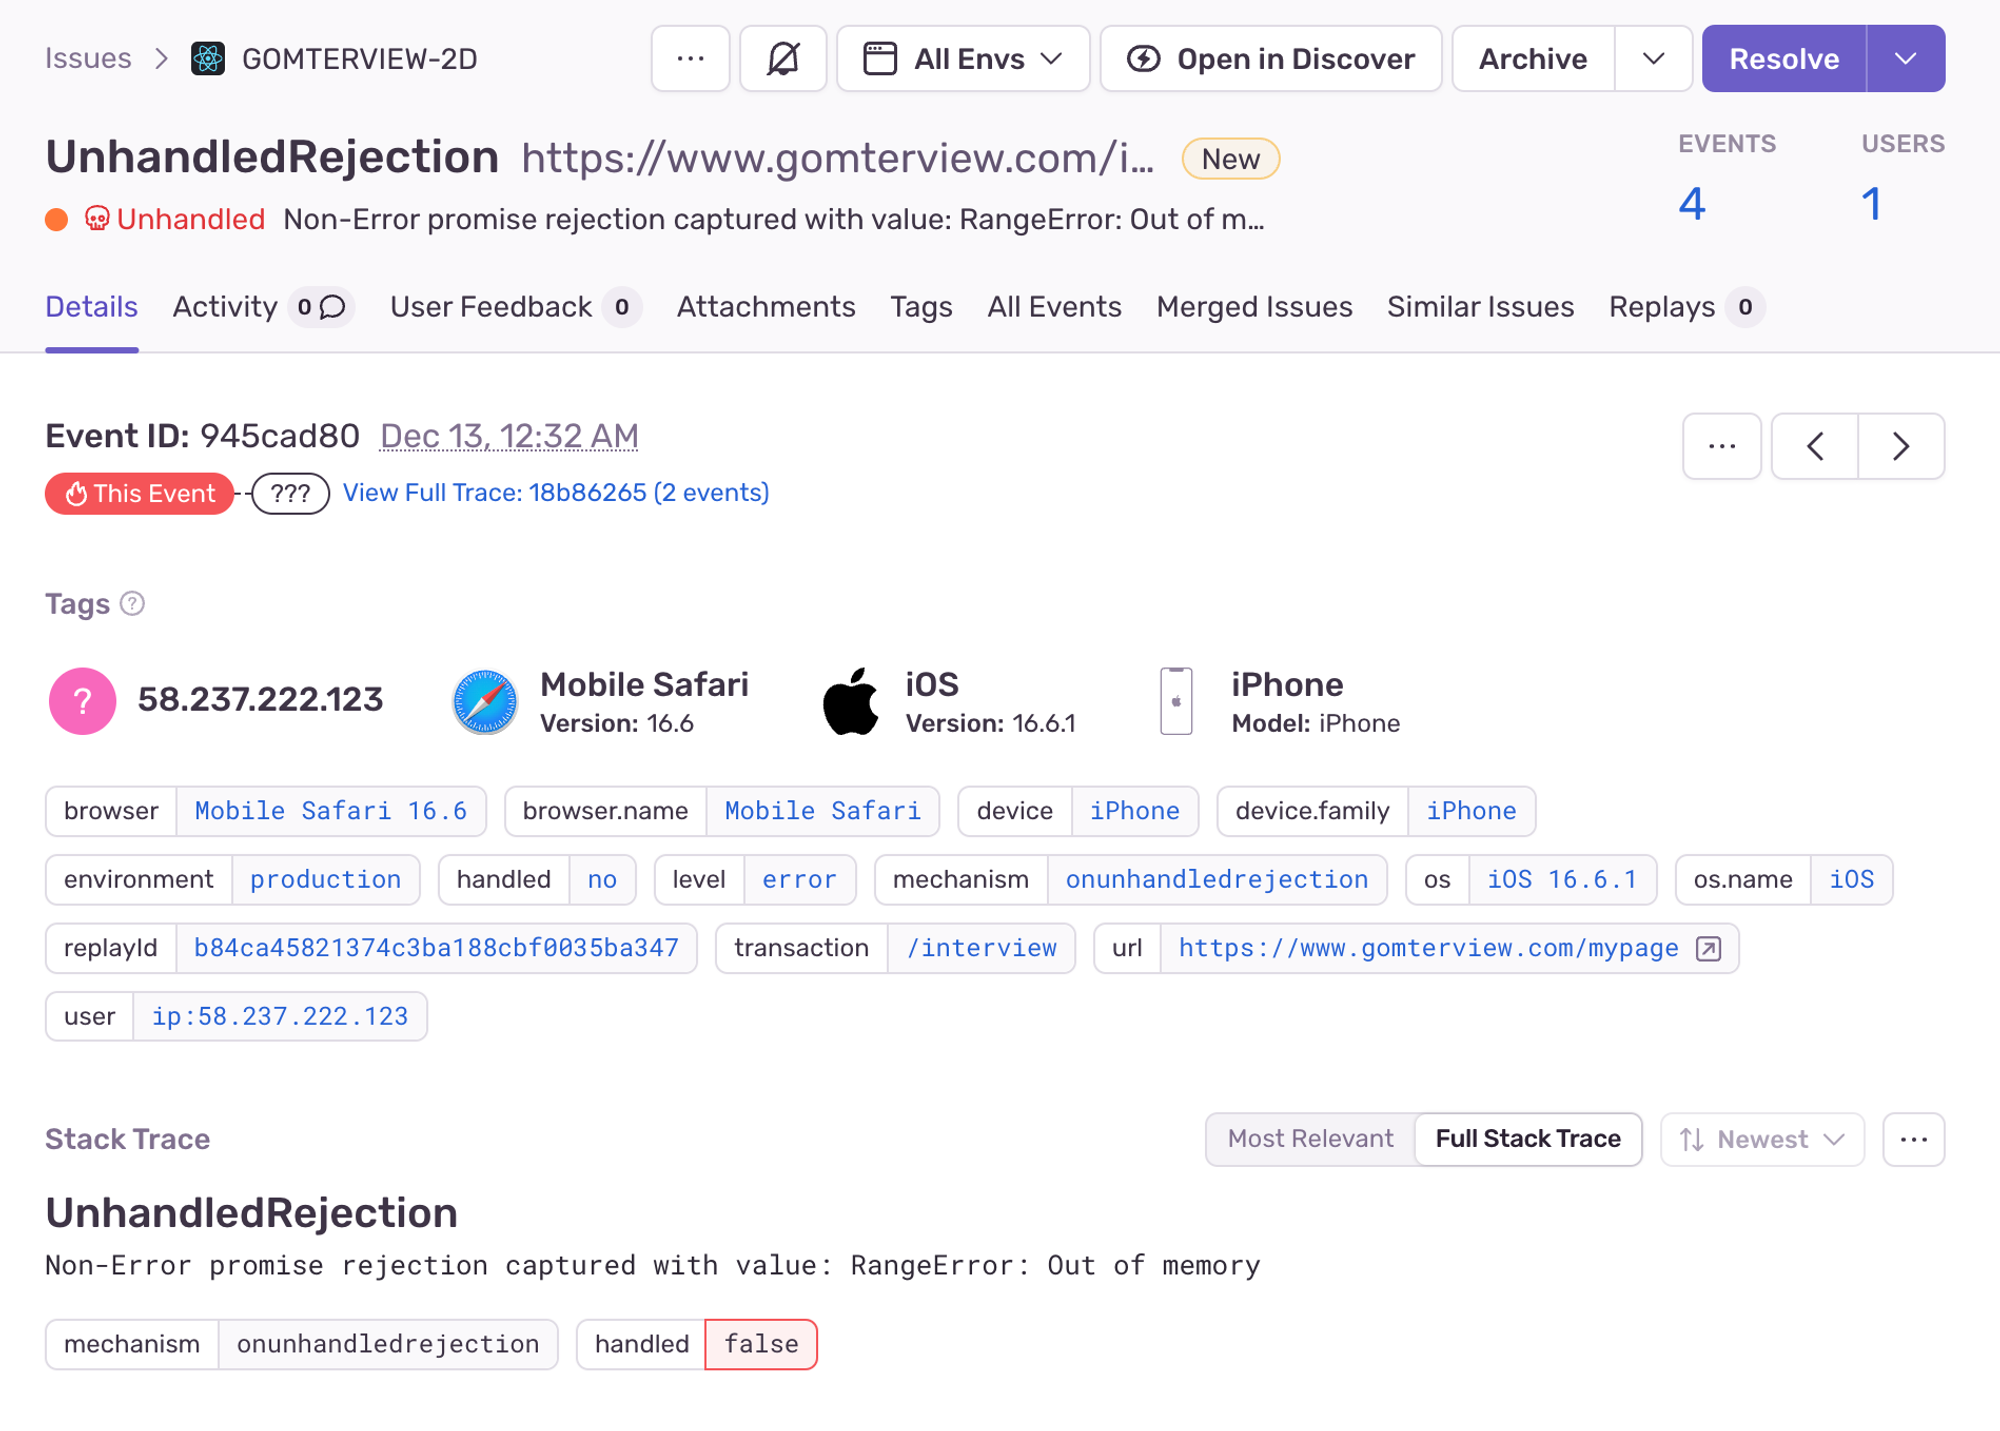 Issues > GOMTERVIEW-2D ... All Envs Open in Discover Archive Resolve
UnhandledRejection https://www.gomterview.com/i... New EVENTS USERS
Unhandled Non-Error promise rejection captured with value: RangeError: Out of m... 4 1
Details Activity 0 User Feedback 0 Attachments Tags All Events Merged Issues Similar Issues Replays 0
Event ID: 945cad80 Dec 13, 12:32 AM ...
This Event ??? View Full Trace: 18b86265 (2 events)
Tags ?
? 58.237.222.123 Mobile Safari iOS iPhone
Version: 16.6 Version: 16.6.1 Model: iPhone
browser Mobile Safari 16.6 browser.name Mobile Safari device iPhone device.family iPhone
environment production handled no level error mechanism onunhandledrejection os iOS 16.6.1 os.name iOS
replayId b84ca45821374c3ba188cbf0035ba347 transaction /interview url https://www.gomterview.com/mypage
user ip:58.237.222.123
Stack Trace Most Relevant Full Stack Trace Newest ...
UnhandledRejection
Non-Error promise rejection captured with value: RangeError: Out of memory
mechanism onunhandledrejection handled false